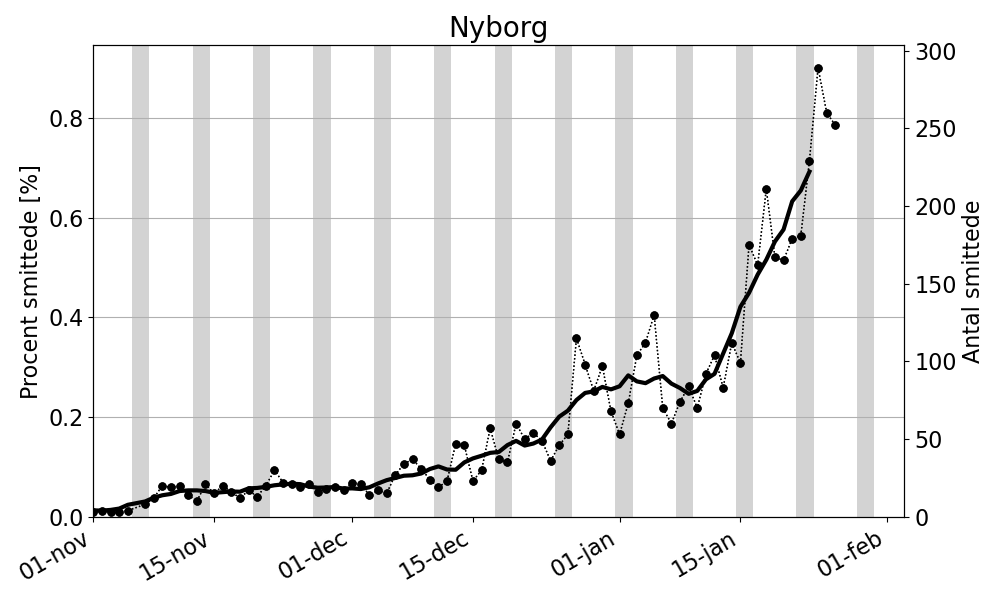 Nyborg
Procent smittede [%]
0.8
0.6
0.4
0.2
0.0
300
250
200
150
100
50
0
Antal smittede
01-nov
15-nov
01-dec
15-dec
01-jan
15-jan
01-feb